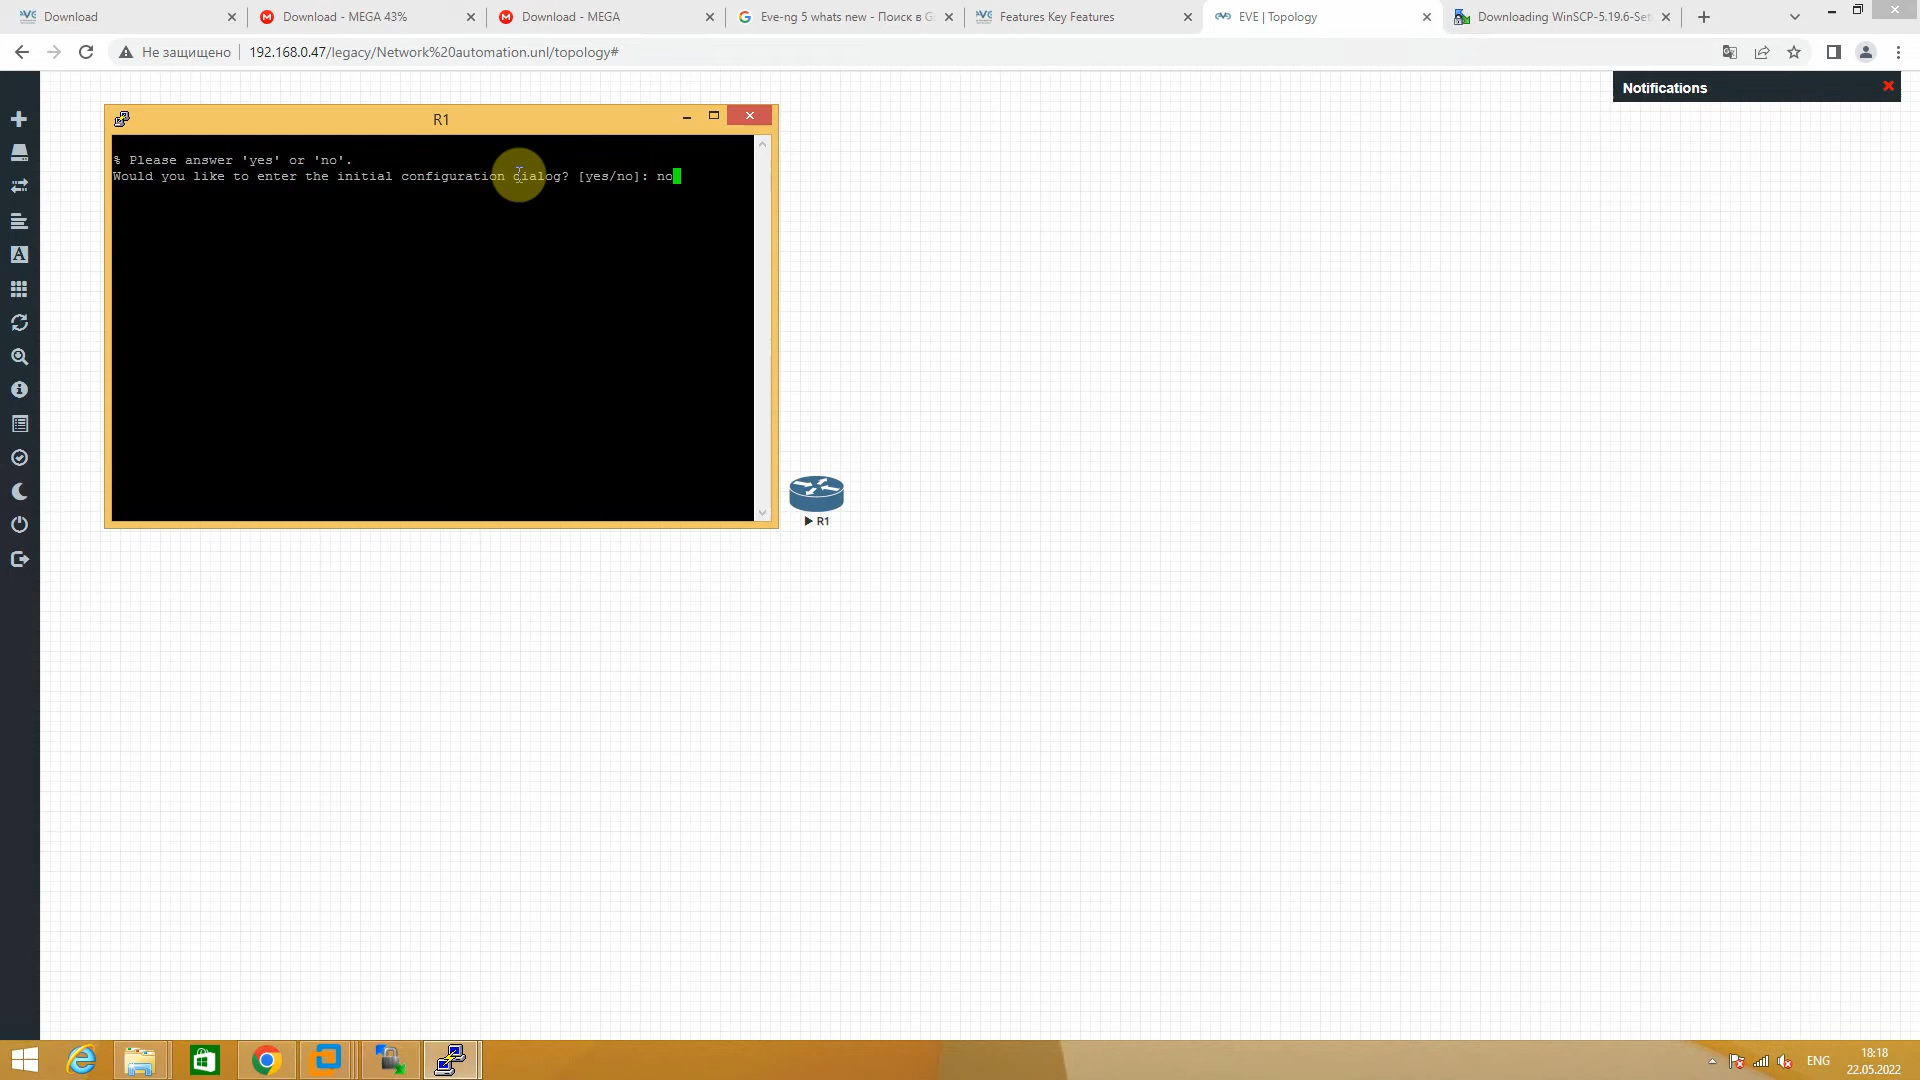 Download
Download - MEGA 43%
Download - MEGA
Eve-ng 5 whats new - Поиск в G
Features Key Features
EVE | Topology
Downloading WinSCP-5.19.6-Set
Не защищено
192.168.0.47/legacy/Network%20automation.unl/topology#
Notifications
R1
% Please answer 'yes' or 'no'.
Would you like to enter the initial configuration dialog? [yes/no]: no
R1
ENG
18:18
22.05.2022